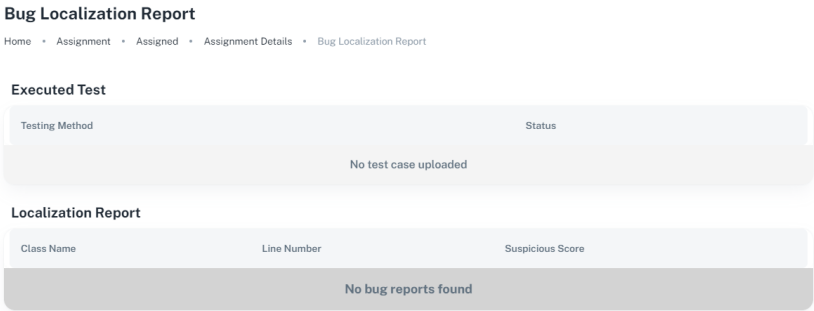 Bug Localization Report
Home • Assignment • Assigned • Assignment Details • Bug Localization Report
Executed Test
Testing Method Status
No test case uploaded
Localization Report
Class Name Line Number Suspicious Score
No bug reports found